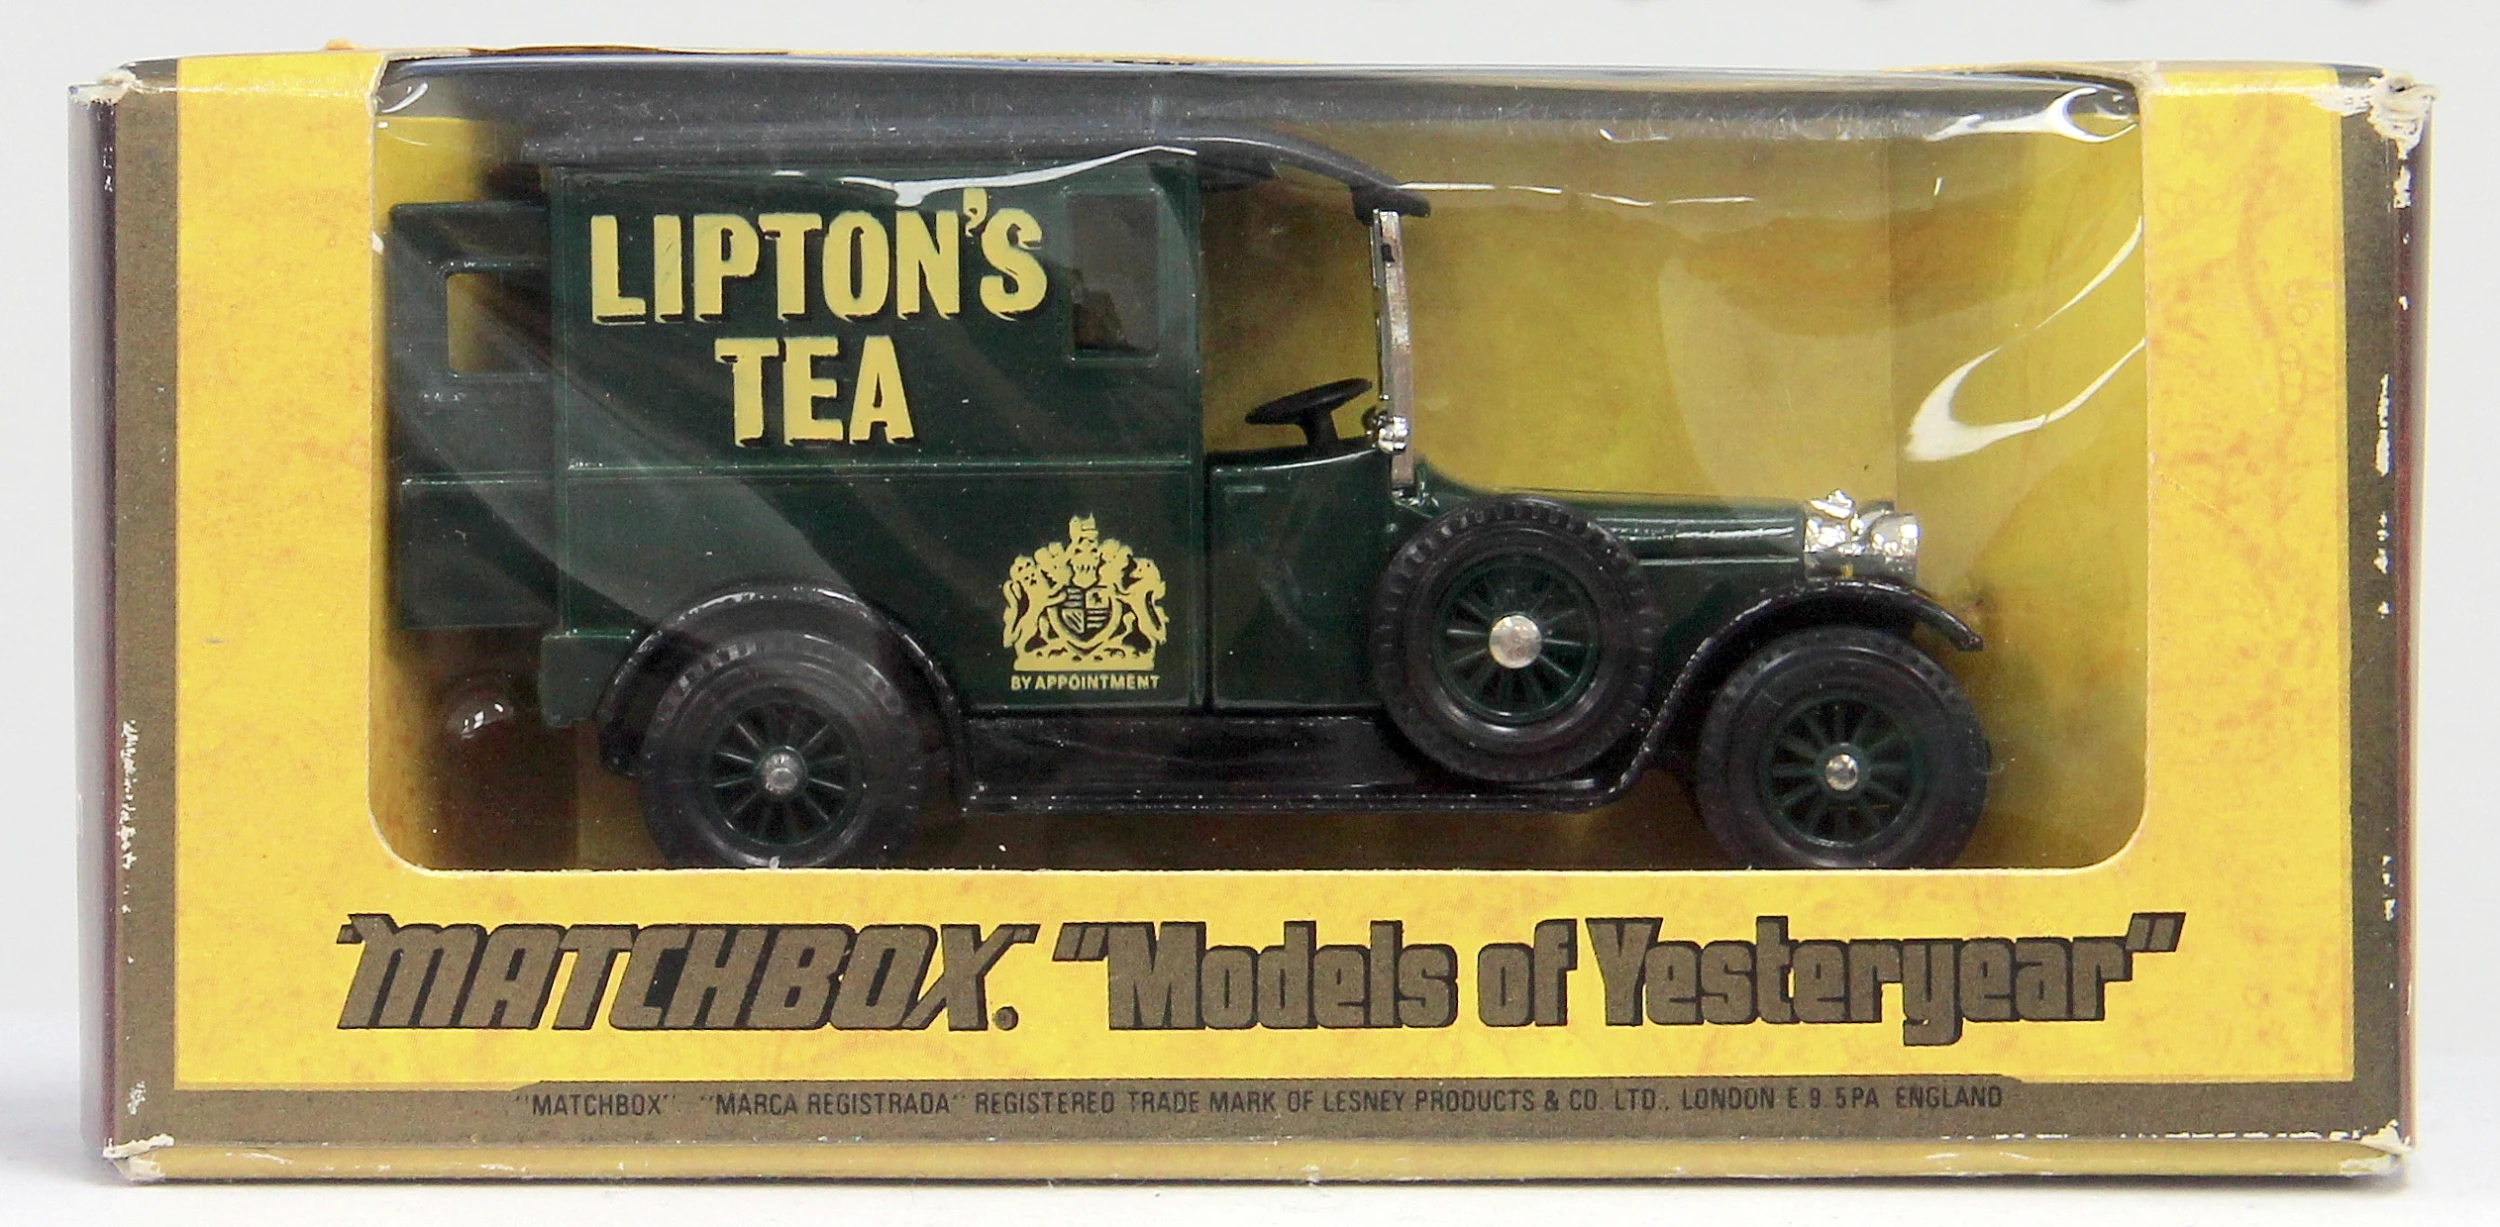 LIPTON'S
TEA
BY APPOINTMENT
"MATCHBOX" "Models of Yesteryear"
"MATCHBOX" "MARCA REGISTRADA" REGISTERED TRADE MARK OF LESNEY PRODUCTS & CO. LTD., LONDON E.9. 5PA ENGLAND